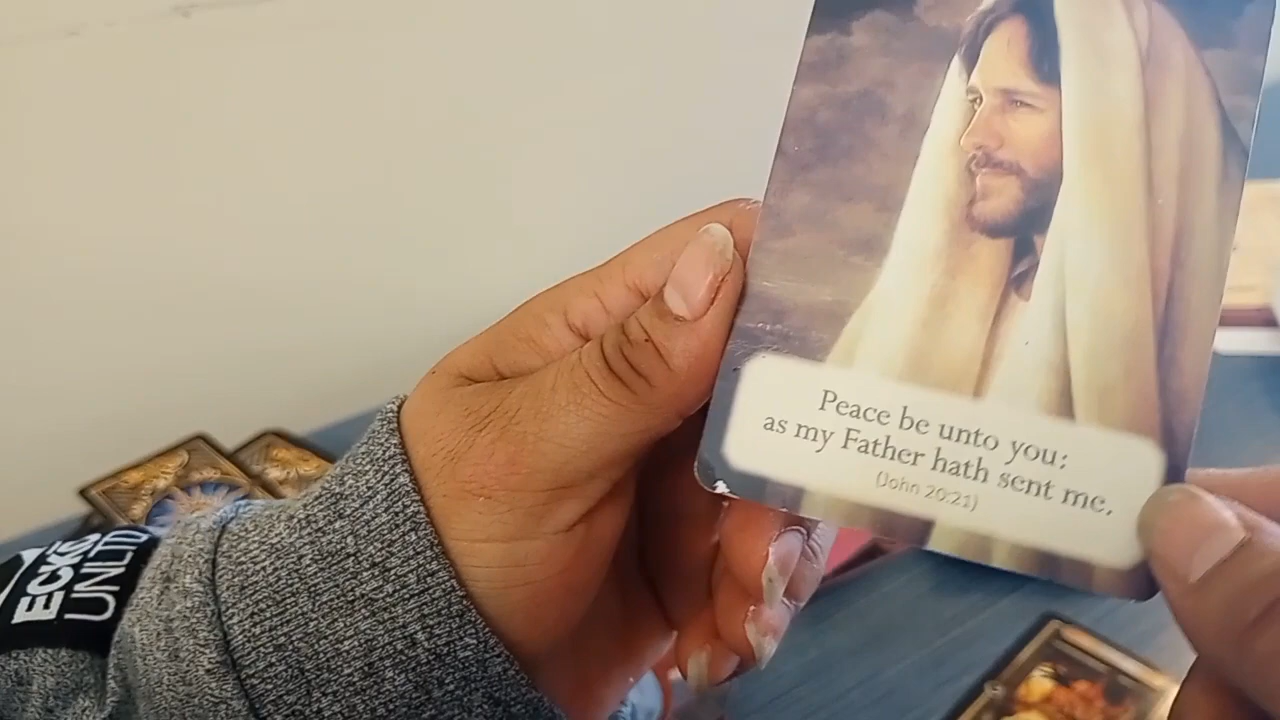 Peace be unto you:
as my Father hath sent me,
(John 20:21)
ECKŌ
UNLTD